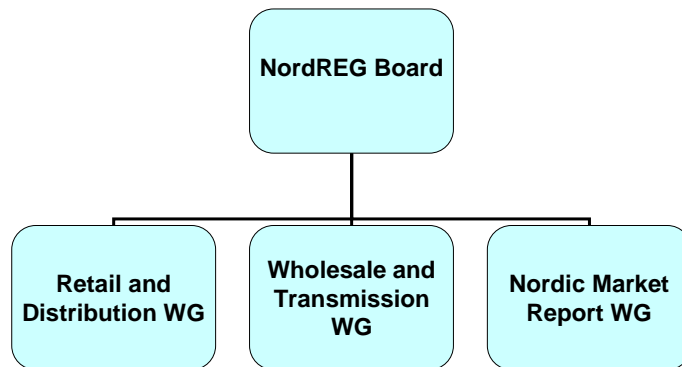 NordREG Board
Retail and
Distribution WG
Wholesale and
Transmission
WG
Nordic Market
Report WG